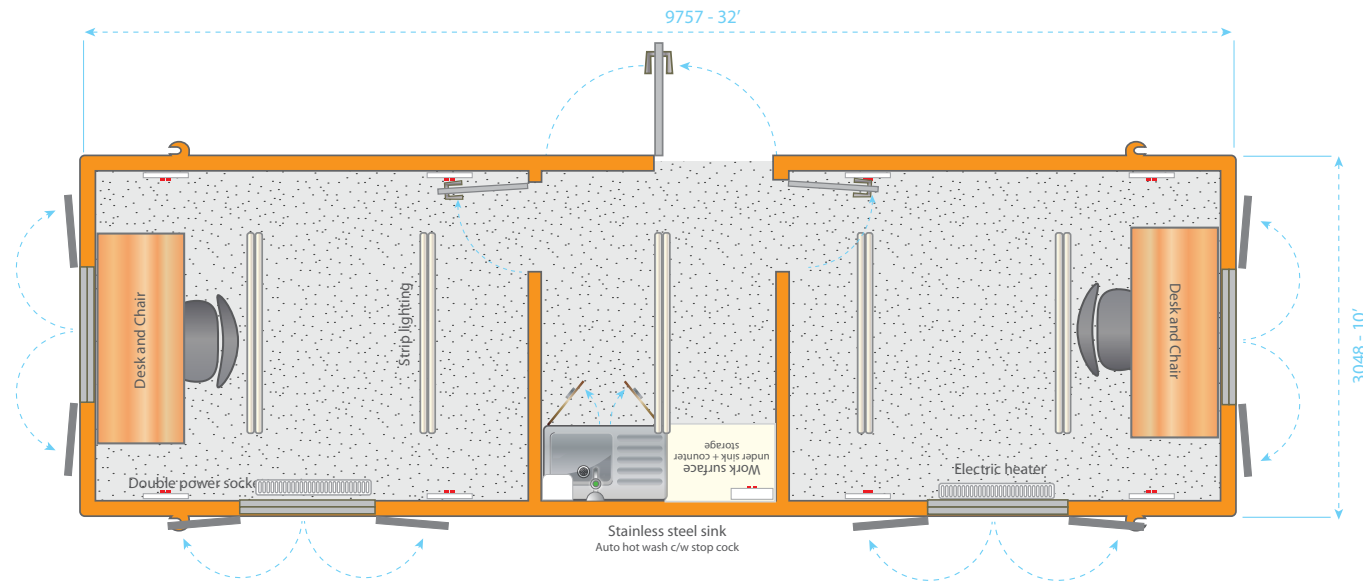 9757 - 32’
Desk and Chair
Strip lighting
Desk and Chair
3048 - 10’
Work surface
under sink + counter
storage
Double power socke
Electric heater
Stainless steel sink
Auto hot wash c/w stop cock